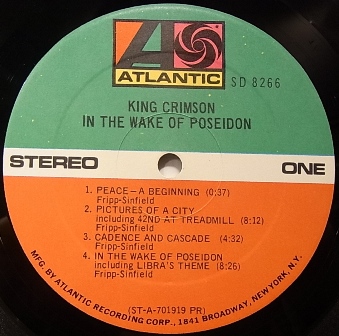 ATLANTIC
SD 8266
KING CRIMSON
IN THE WAKE OF POSEIDON
STEREO
ONE
1. PEACE–A BEGINNING (0:37)
Fripp-Sinfield
2. PICTURES OF A CITY
including 42ND AT TREADMILL (8:12)
Fripp-Sinfield
3. CADENCE AND CASCADE (4:32)
Fripp-Sinfield
4. IN THE WAKE OF POSEIDON
including LIBRA'S THEME (8:26)
Fripp-Sinfield
(ST-A-701919 PR)
MFG. BY ATLANTIC RECORDING CORP., 1841 BROADWAY, NEW YORK, N.Y.